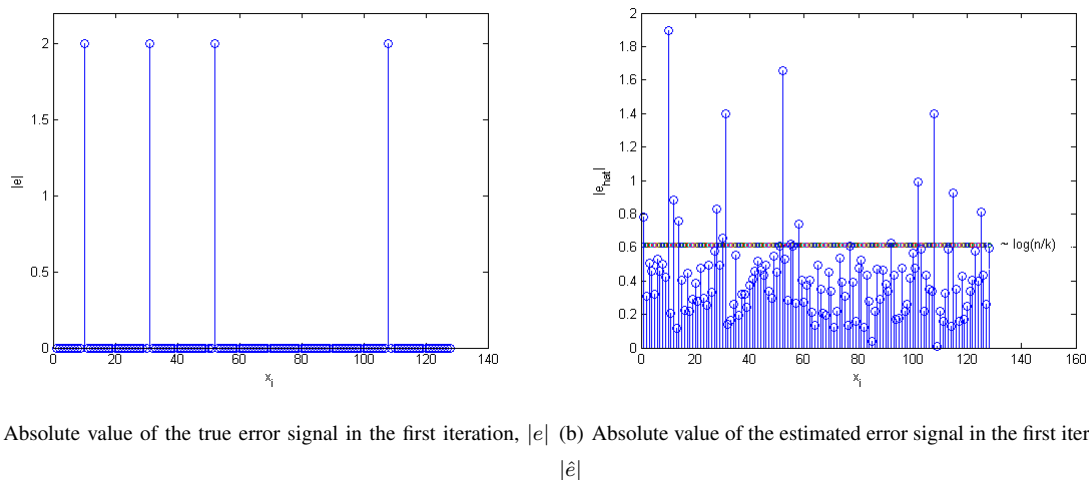 2
1.5
1
0.5
0
|e|
0 20 40 60 80 100 120 140
x_i
2
1.8
1.6
1.4
1.2
1
0.8
0.6
0.4
0.2
0
|e_hat|
~ log(n/k)
0 20 40 60 80 100 120 140 160
x_i
Absolute value of the true error signal in the first iteration, |e| (b) Absolute value of the estimated error signal in the first iter
|ê|